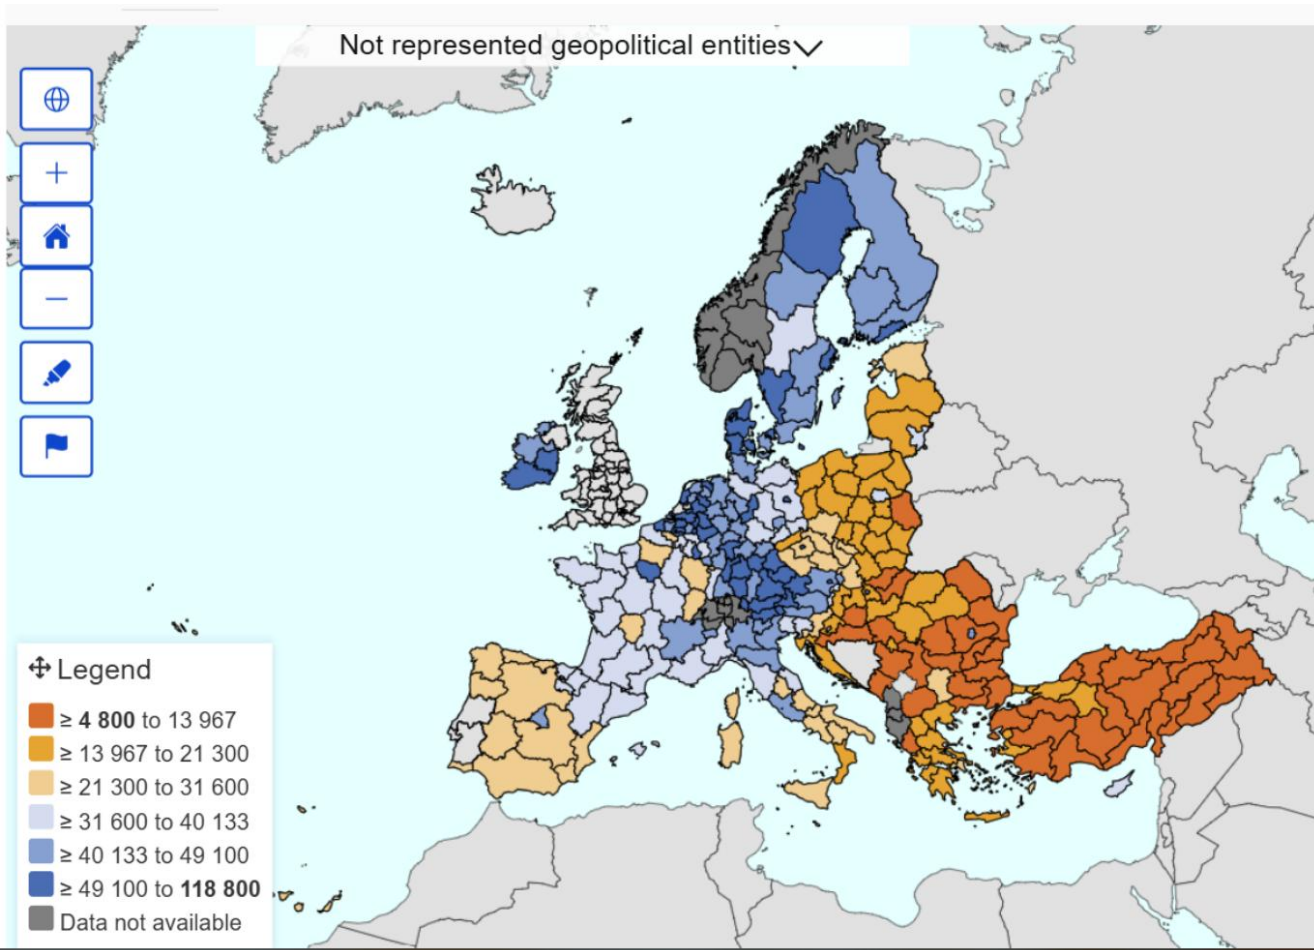 Not represented geopolitical entities
Legend
≥ 4 800 to 13 967
≥ 13 967 to 21 300
≥ 21 300 to 31 600
≥ 31 600 to 40 133
≥ 40 133 to 49 100
≥ 49 100 to 118 800
Data not available